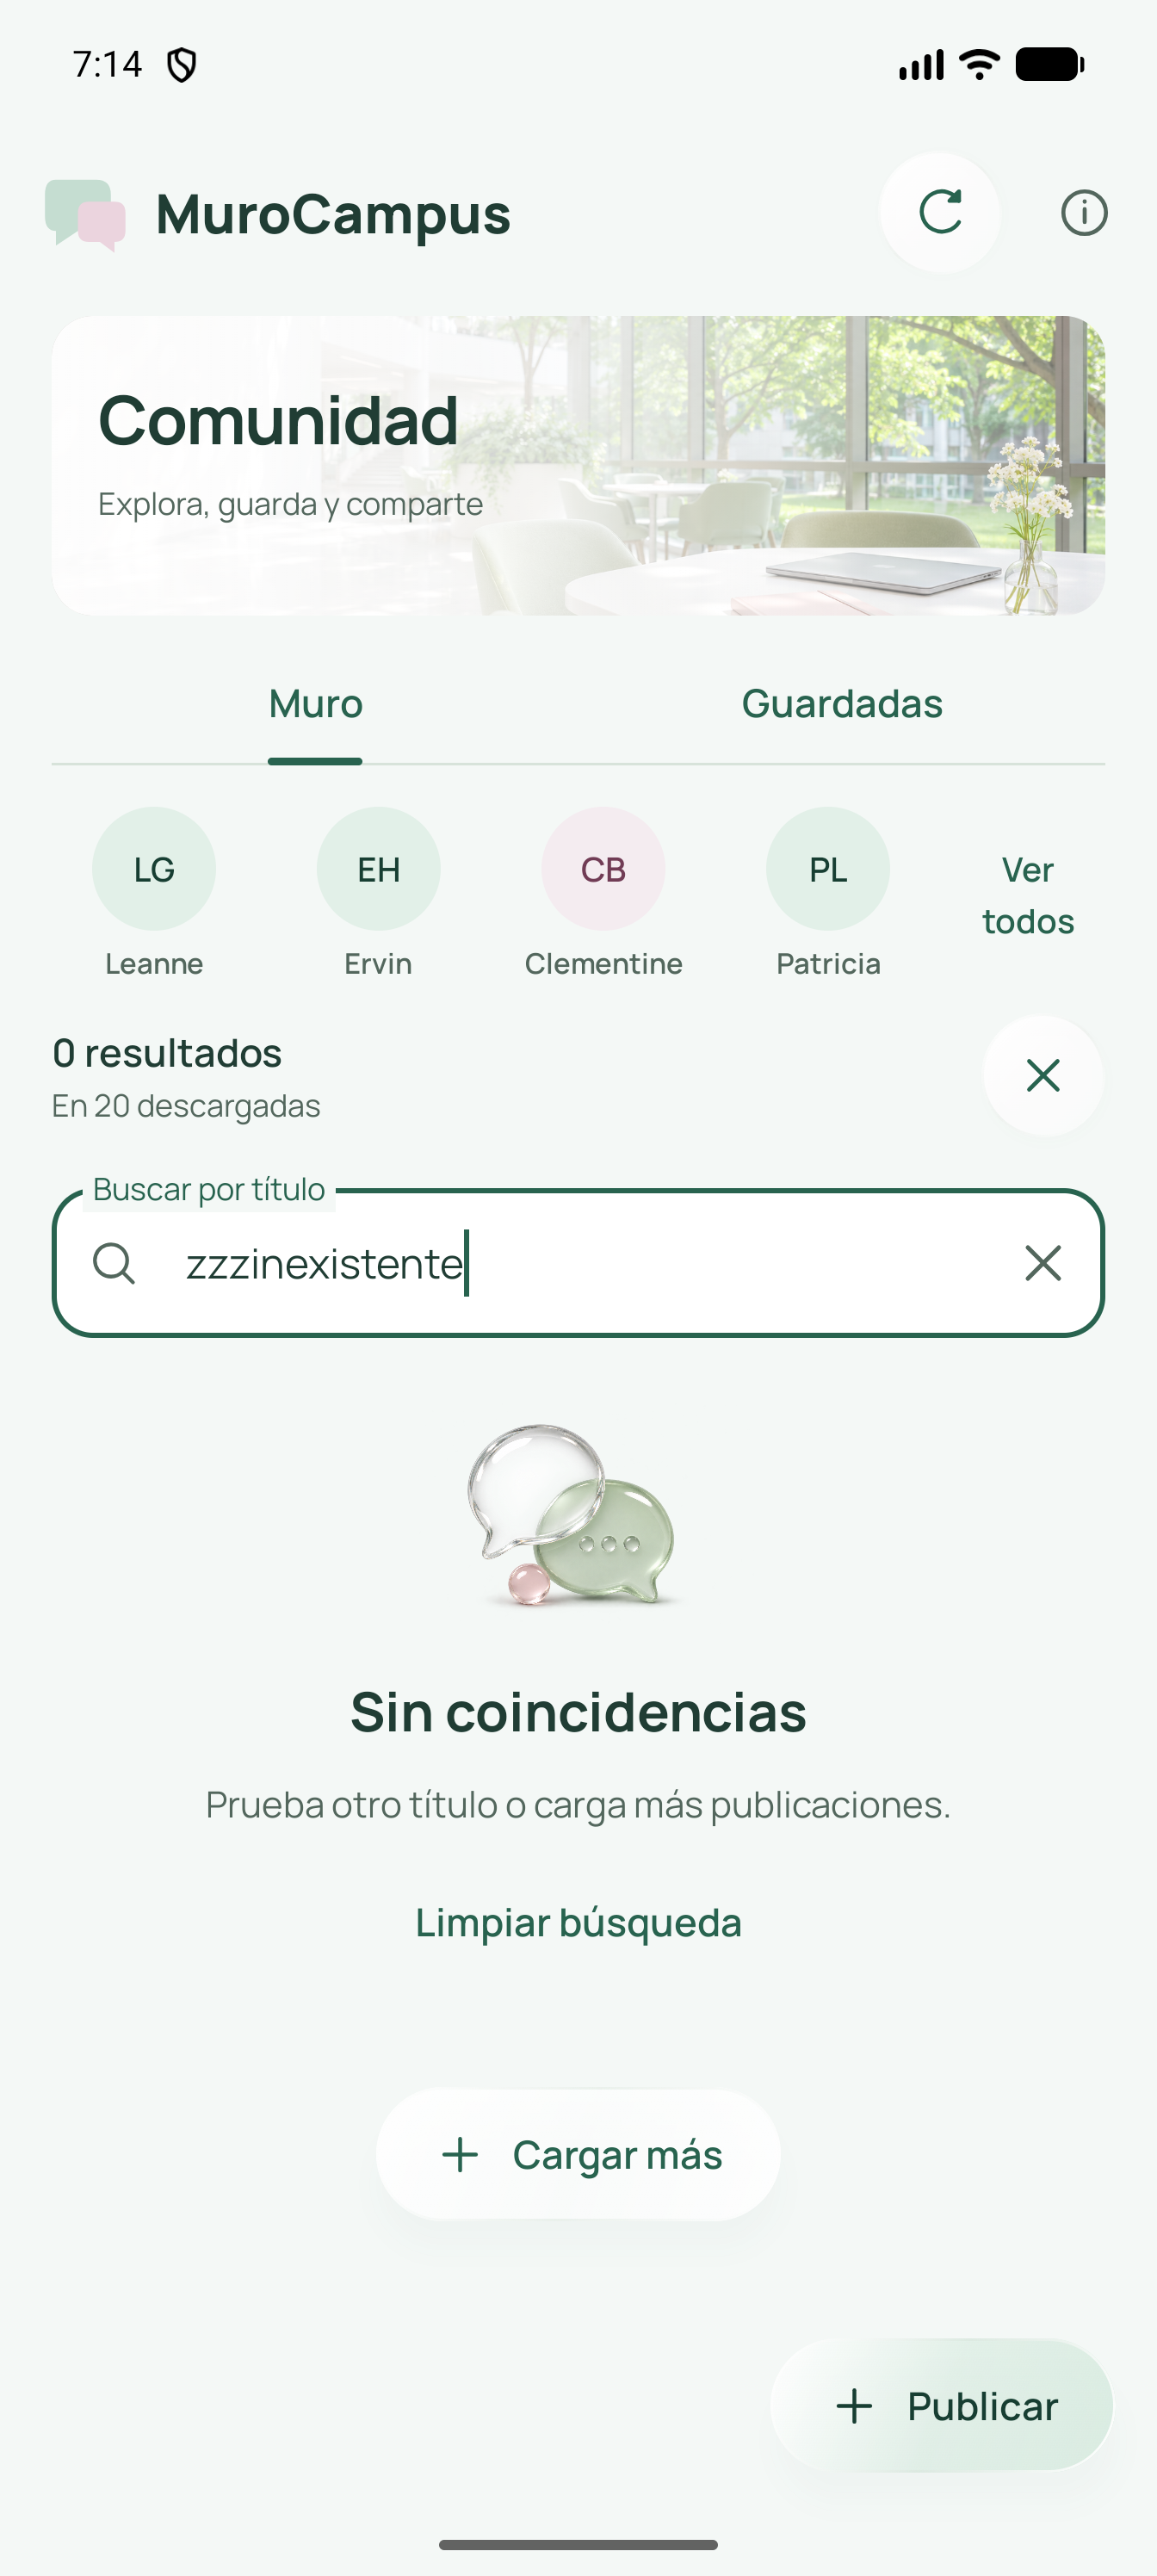 7:14
MuroCampus
Comunidad
Explora, guarda y comparte
Muro
Guardadas
LG
EH
CB
PL
Ver
todos
Leanne
Ervin
Clementine
Patricia
0 resultados
En 20 descargadas
Buscar por título
zzzinexistente
Sin coincidencias
Prueba otro título o carga más publicaciones.
Limpiar búsqueda
Cargar más
Publicar